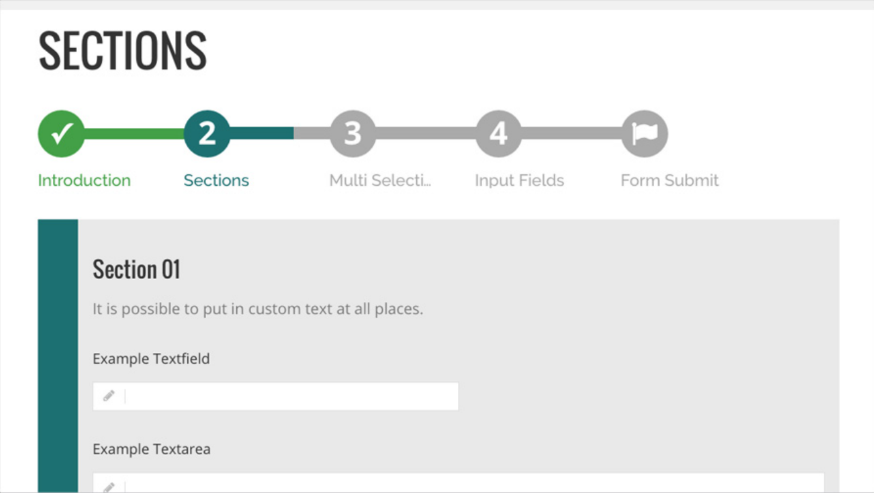 SECTIONS
2 3 4
Introduction Sections Multi Selecti... Input Fields Form Submit
Section 01
It is possible to put in custom text at all places.
Example Textfield
Example Textarea